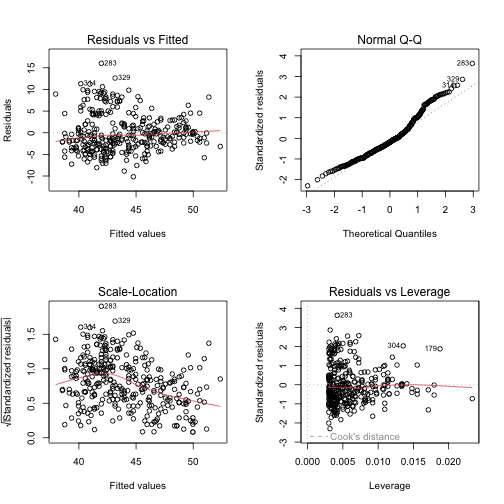 Residuals vs Fitted
Residuals
-10 -5 0 5 10 15
283
314
329
40 45 50
Fitted values
Normal Q-Q
Standardized residuals
-2 -1 0 1 2 3 4
283
329
314
-3 -2 -1 0 1 2 3
Theoretical Quantiles
Scale-Location
√|Standardized residuals|
0.0 0.5 1.0 1.5
283
314
329
40 45 50
Fitted values
Residuals vs Leverage
Standardized residuals
-3 -2 -1 0 1 2 3 4
283
304
179
Cook's distance
0.000 0.005 0.010 0.015 0.020
Leverage